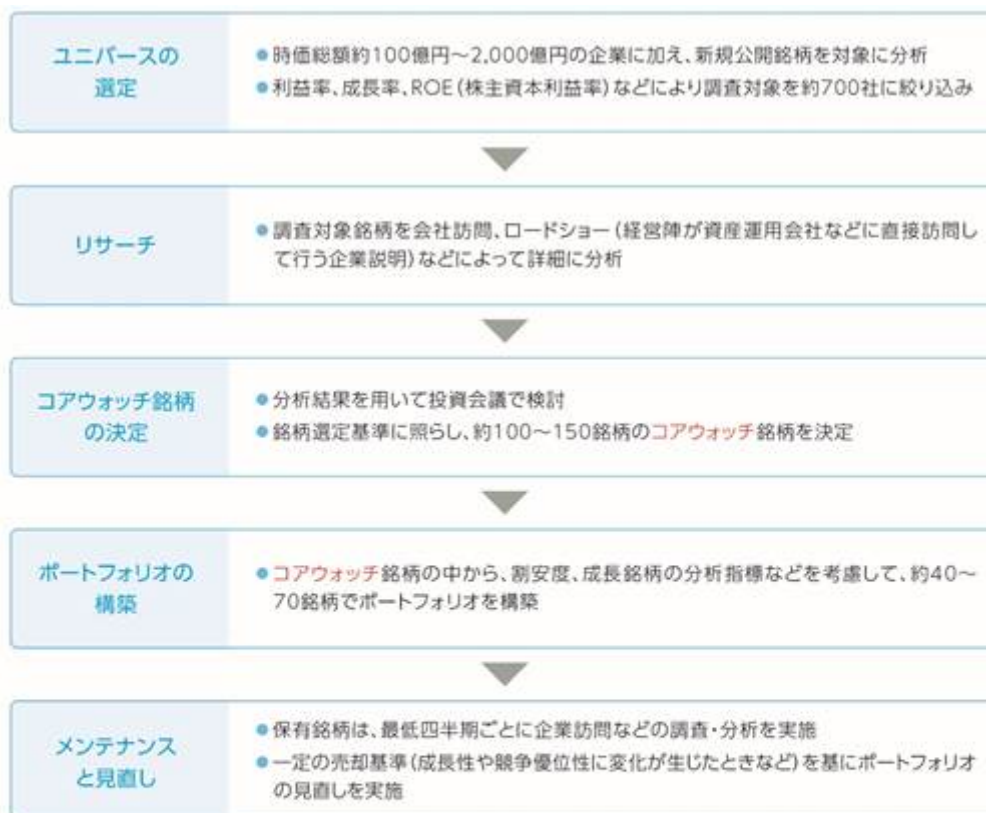 ユニバースの
選定
●時価総額約100億円～2,000億円の企業に加え、新規公開銘柄を対象に分析
●利益率、成長率、ROE（株主資本利益率）などにより調査対象を約700社に絞り込み
リサーチ
●調査対象銘柄を会社訪問、ロードショー（経営陣が資産運用会社などに直接訪問し
て行う企業説明）などによって詳細に分析
コアウォッチ銘柄
の決定
●分析結果を用いて投資会議で検討
●銘柄選定基準に照らし、約100～150銘柄のコアウォッチ銘柄を決定
ポートフォリオの
構築
●コアウォッチ銘柄の中から、割安度、成長銘柄の分析指標などを考慮して、約40～
70銘柄でポートフォリオを構築
メンテナンス
と見直し
●保有銘柄は、最低四半期ごとに企業訪問などの調査・分析を実施
●一定の売却基準（成長性や競争優位性に変化が生じたときなど）を基にポートフォリオ
の見直しを実施